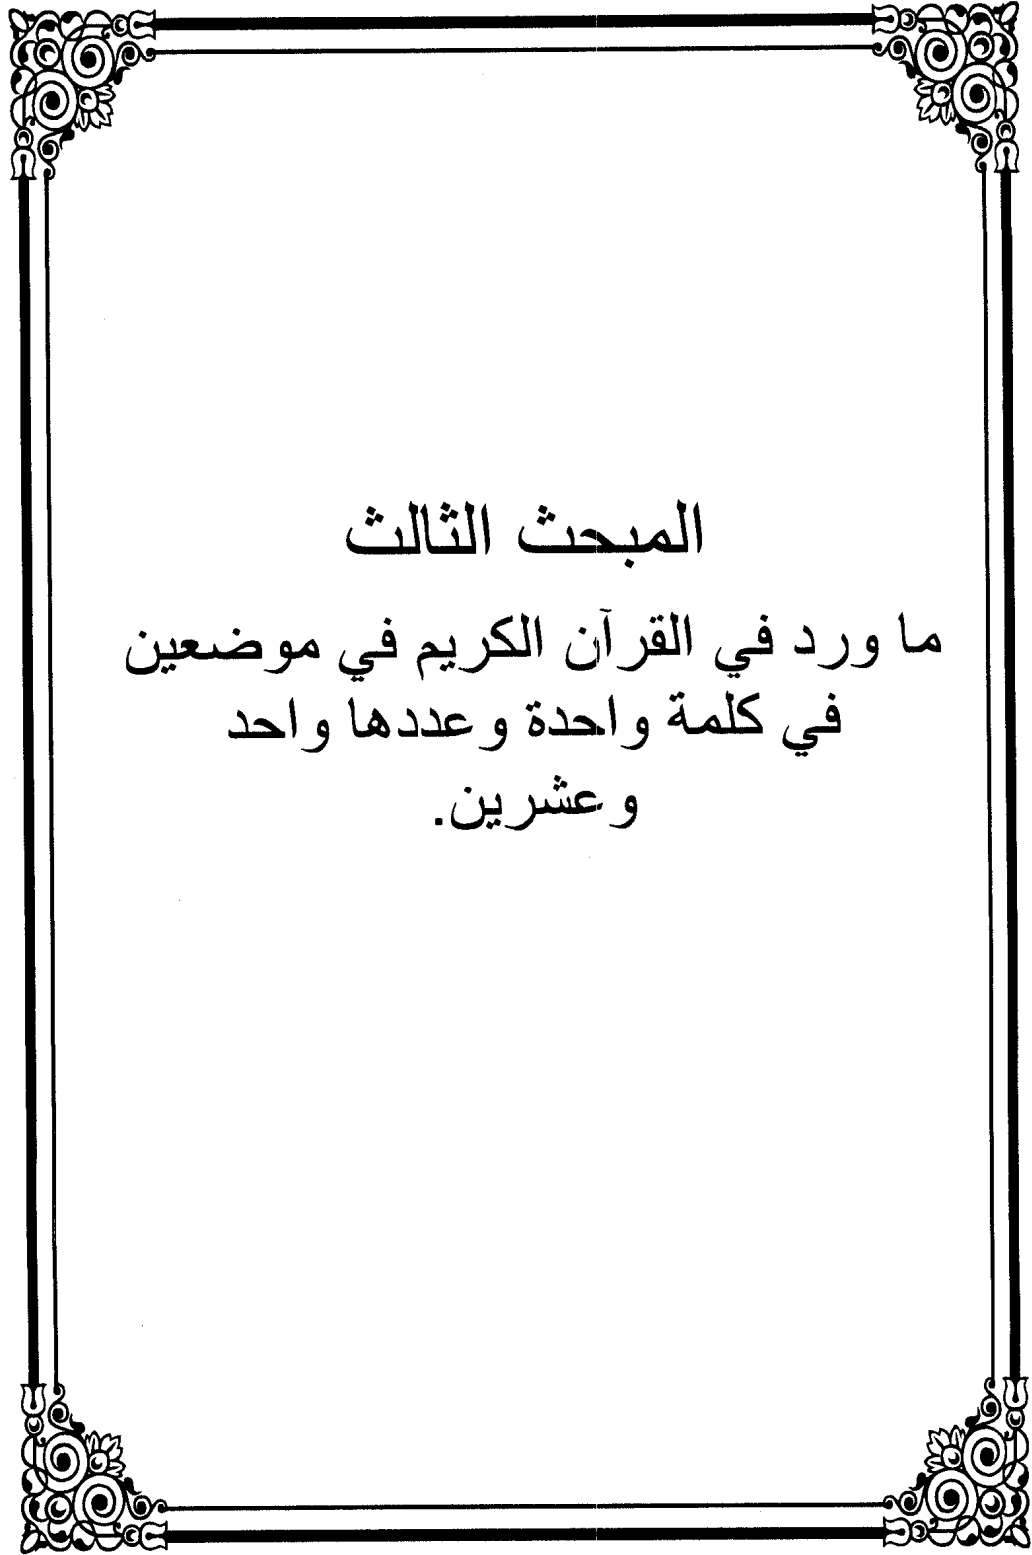 المبحث الثالث
ما ورد في القرآن الكريم في موضعين
في كلمة واحدة وعددها واحد
وعشرين.